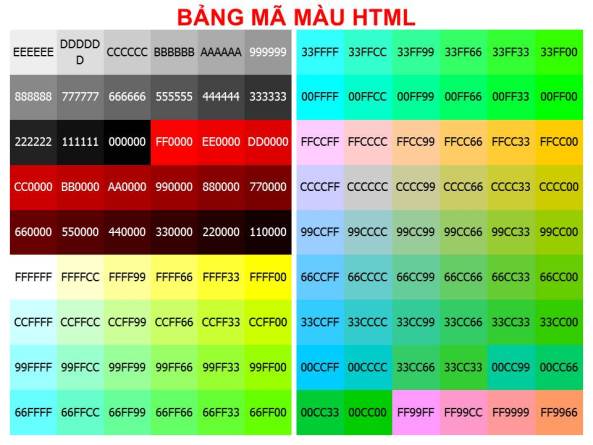 BẢNG MÃ MÀU HTML
EEEEEE DDDDD CCCCCC BBBBBB AAAAAA 999999
D
888888 777777 666666 555555 444444 333333
222222 111111 000000 FF0000 EE0000 DD0000
CC0000 BB0000 AA0000 990000 880000 770000
660000 550000 440000 330000 220000 110000
FFFFFF FFFFCC FFFF99 FFFF66 FFFF33 FFFF00
CCFFFF CCFFCC CCFF99 CCFF66 CCFF33 CCFF00
99FFFF 99FFCC 99FF99 99FF66 99FF33 99FF00
66FFFF 66FFCC 66FF99 66FF66 66FF33 66FF00
33FFFF 33FFCC 33FF99 33FF66 33FF33 33FF00
00FFFF 00FFCC 00FF99 00FF66 00FF33 00FF00
FFCCFF FFCCCC FFCC99 FFCC66 FFCC33 FFCC00
CCCCFF CCCCCC CCCC99 CCCC66 CCCC33 CCCC00
99CCFF 99CCCC 99CC99 99CC66 99CC33 99CC00
66CCFF 66CCCC 66CC99 66CC66 66CC33 66CC00
33CCFF 33CCCC 33CC99 33CC66 33CC33 33CC00
00CCFF 00CCCC 33CC66 33CC33 00CC99 00CC66
00CC33 00CC00 FF99FF FF99CC FF9999 FF9966